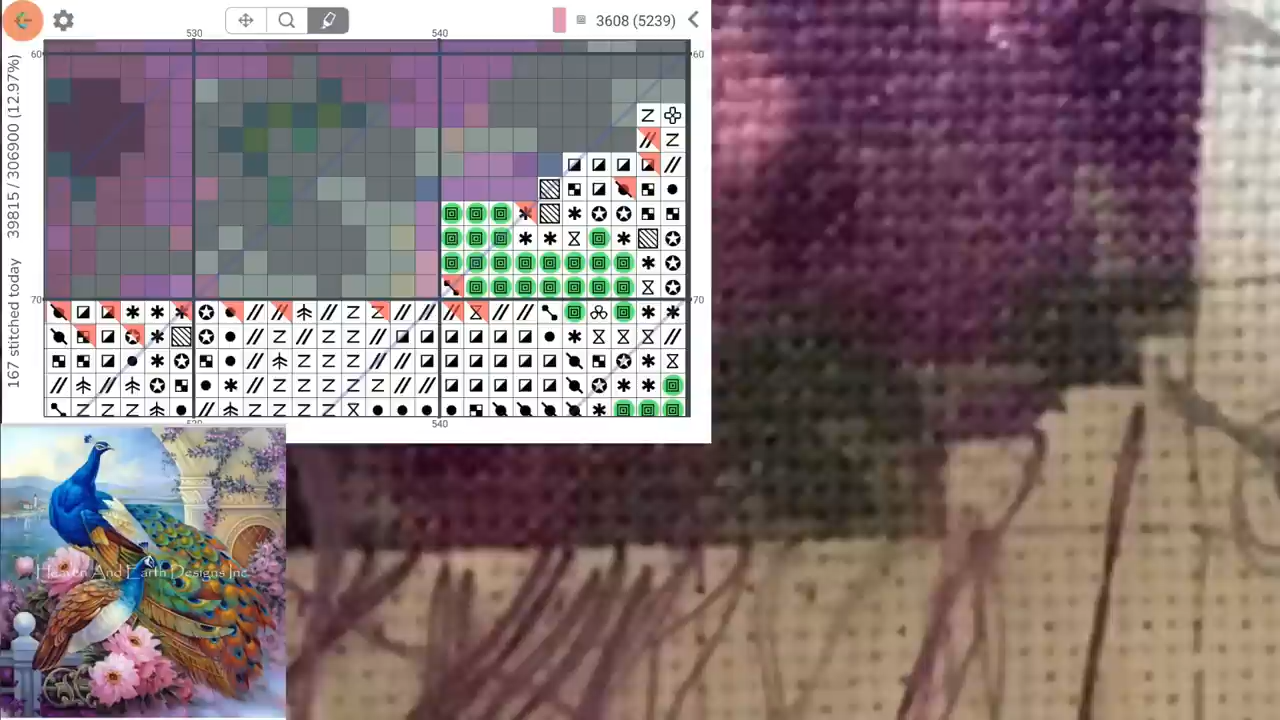 3608 (5239)
530 540
60 60
39815 / 306900 (12.97%)
167 stitched today
70 70
530 540
Heaven And Earth Designs Inc.